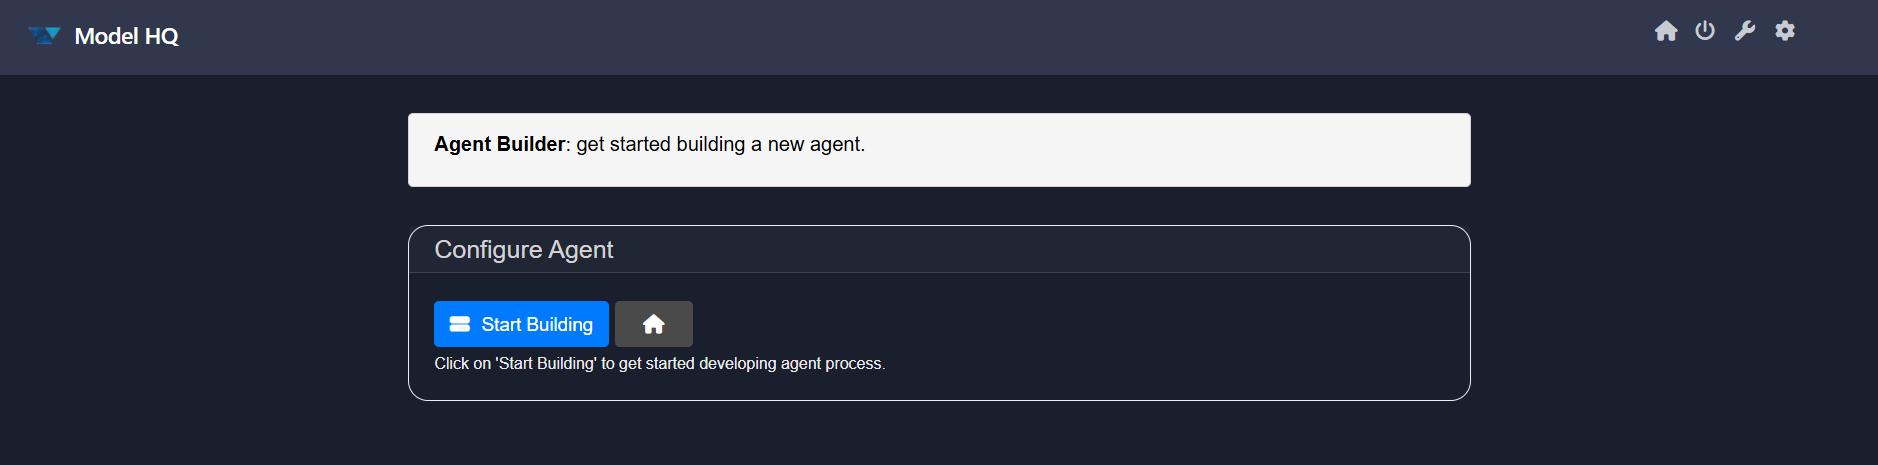 Model HQ
Agent Builder: get started building a new agent.
Configure Agent
Start Building
Click on 'Start Building' to get started developing agent process.